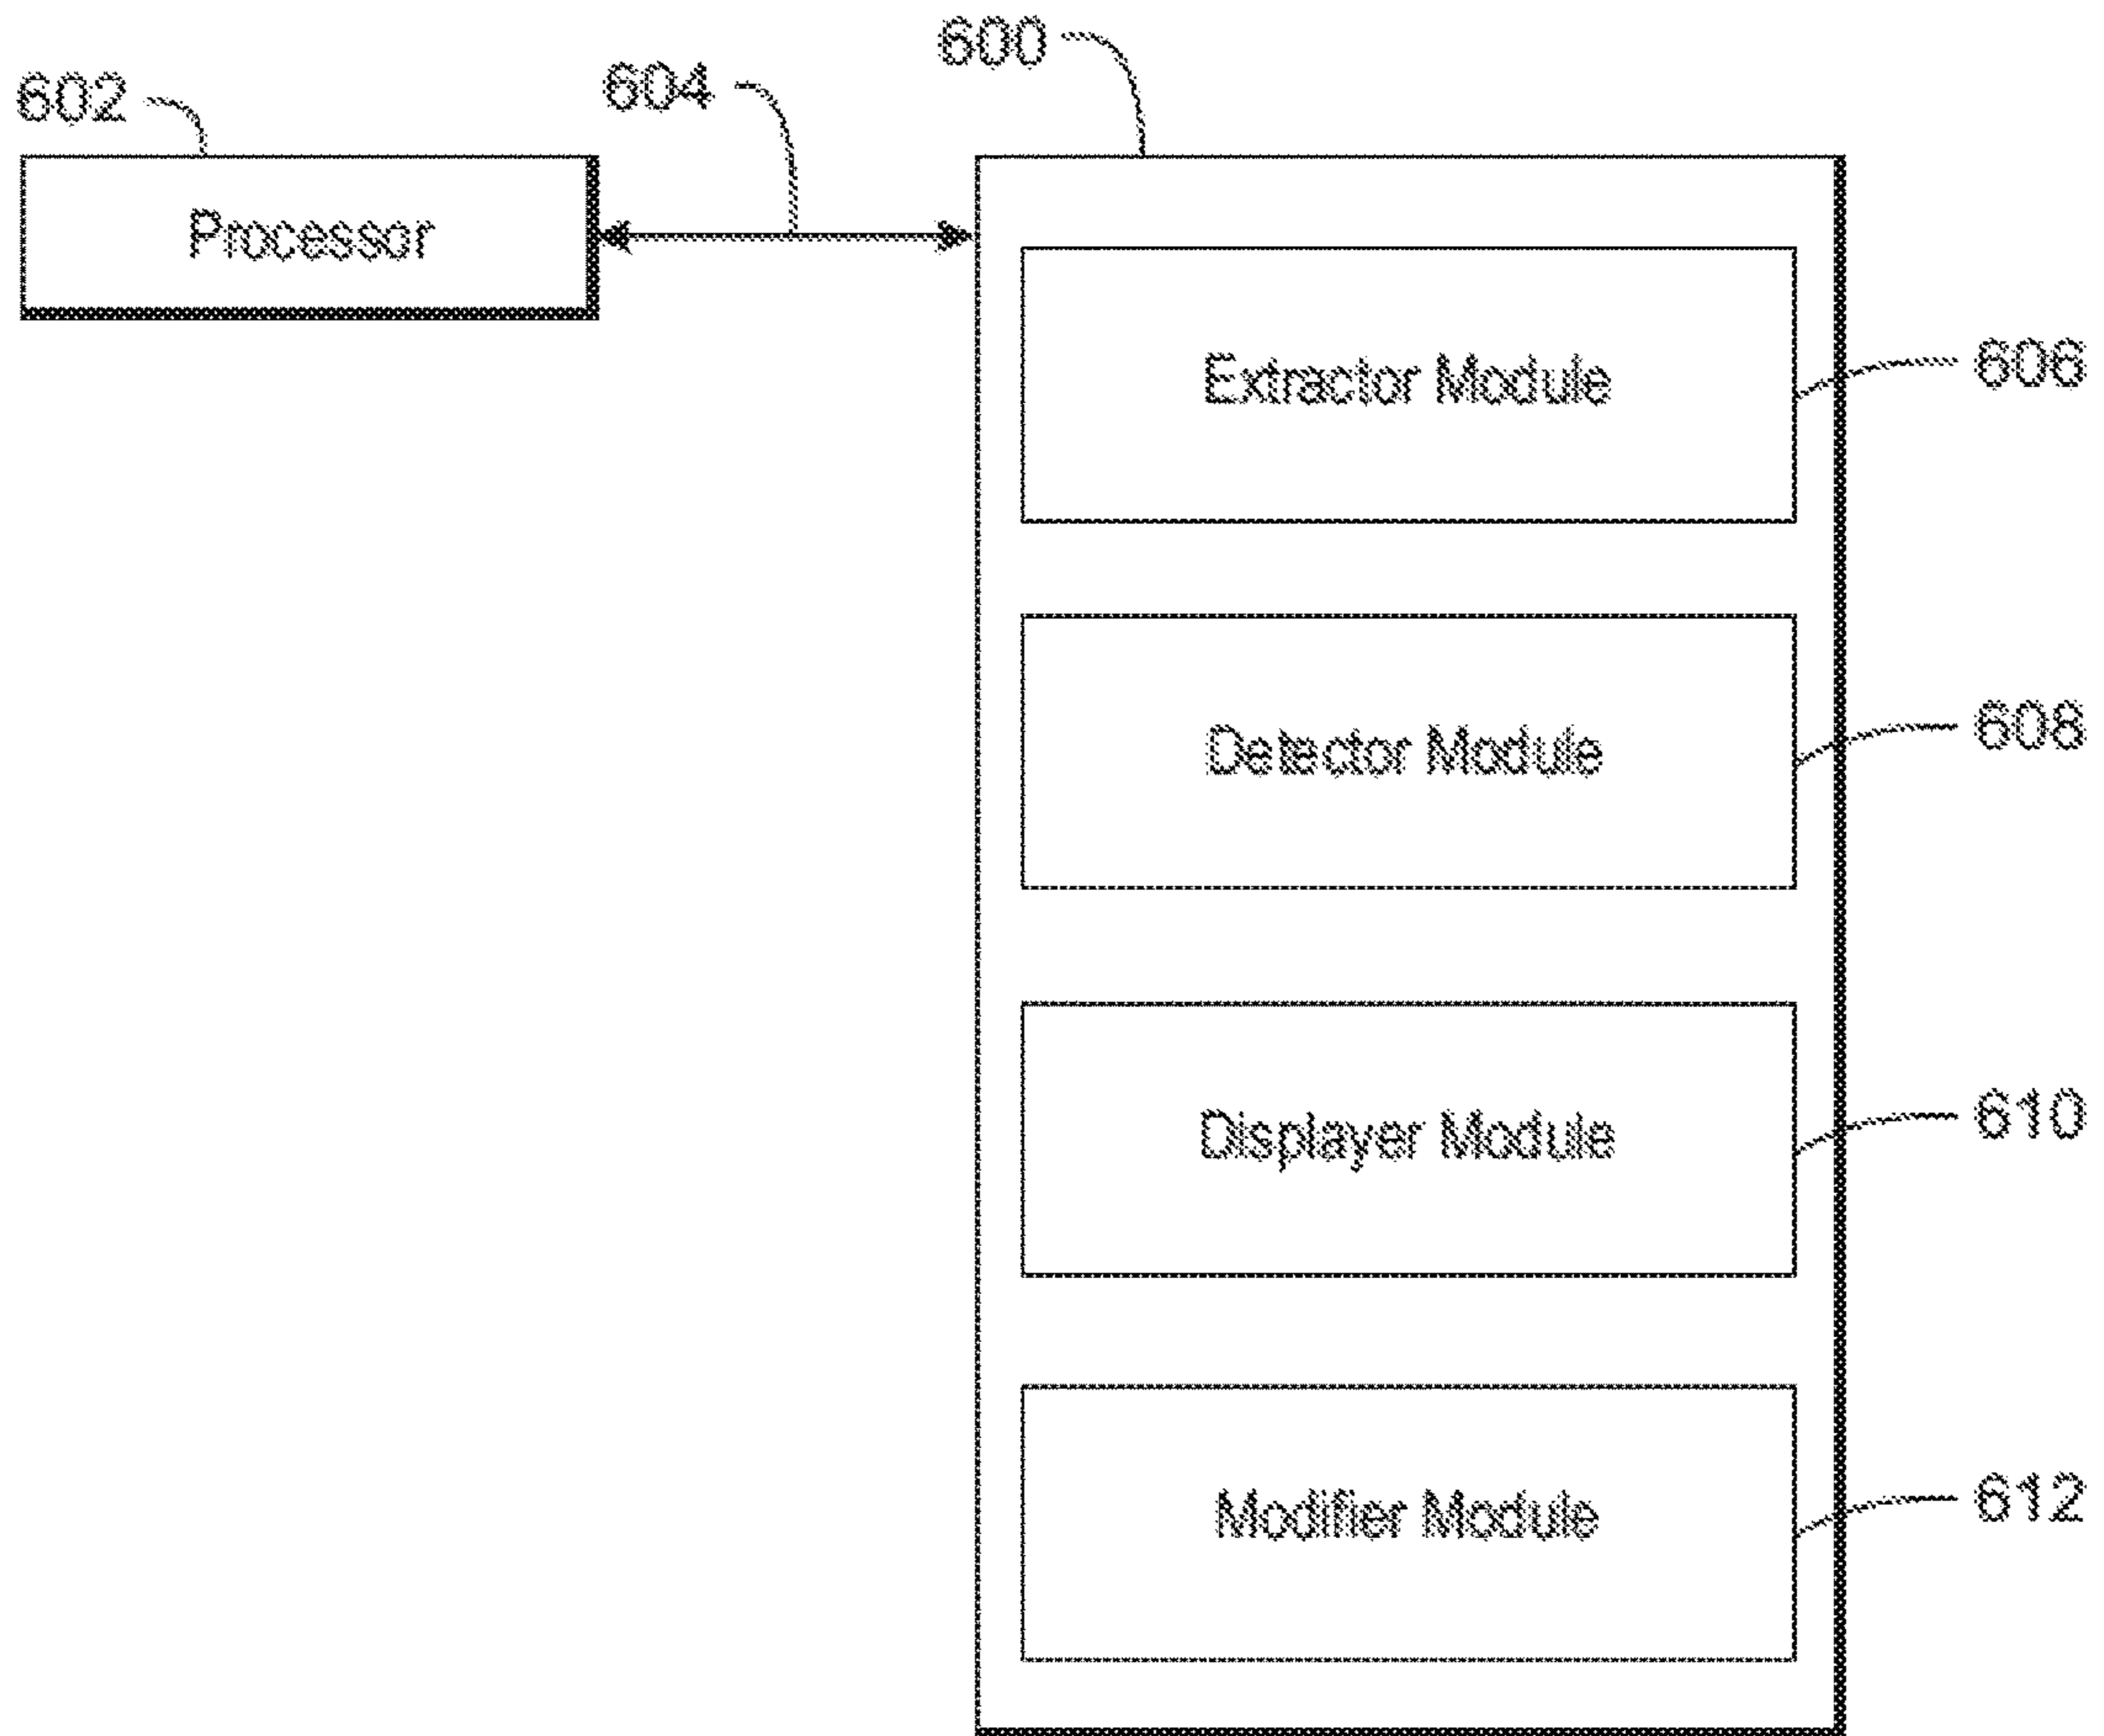 600
602
604
Processor
Extractor Module
606
Detector Module
608
Displayer Module
610
Modifier Module
612